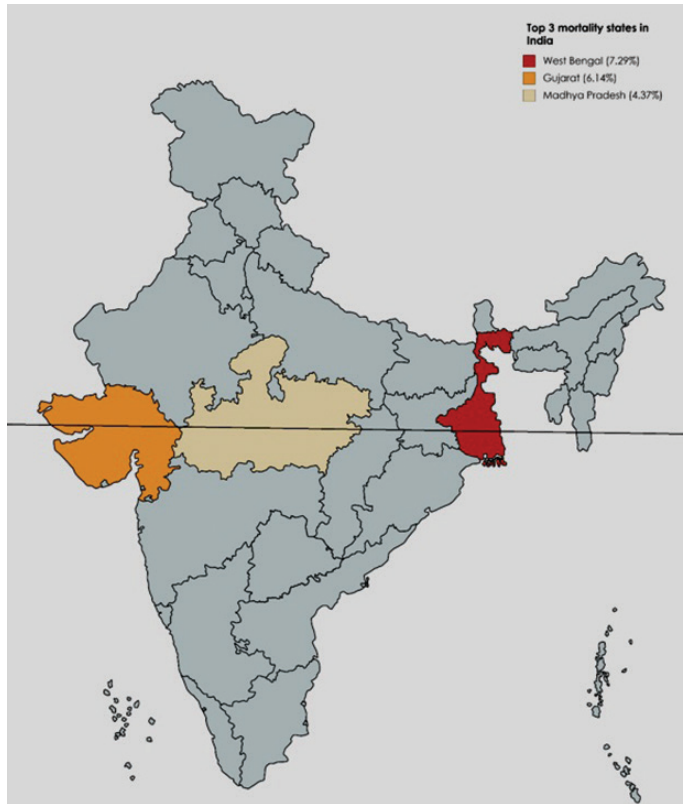 Top 3 mortality states in
India
West Bengal (7.29%)
Gujarat (6.14%)
Madhya Pradesh (4.37%)